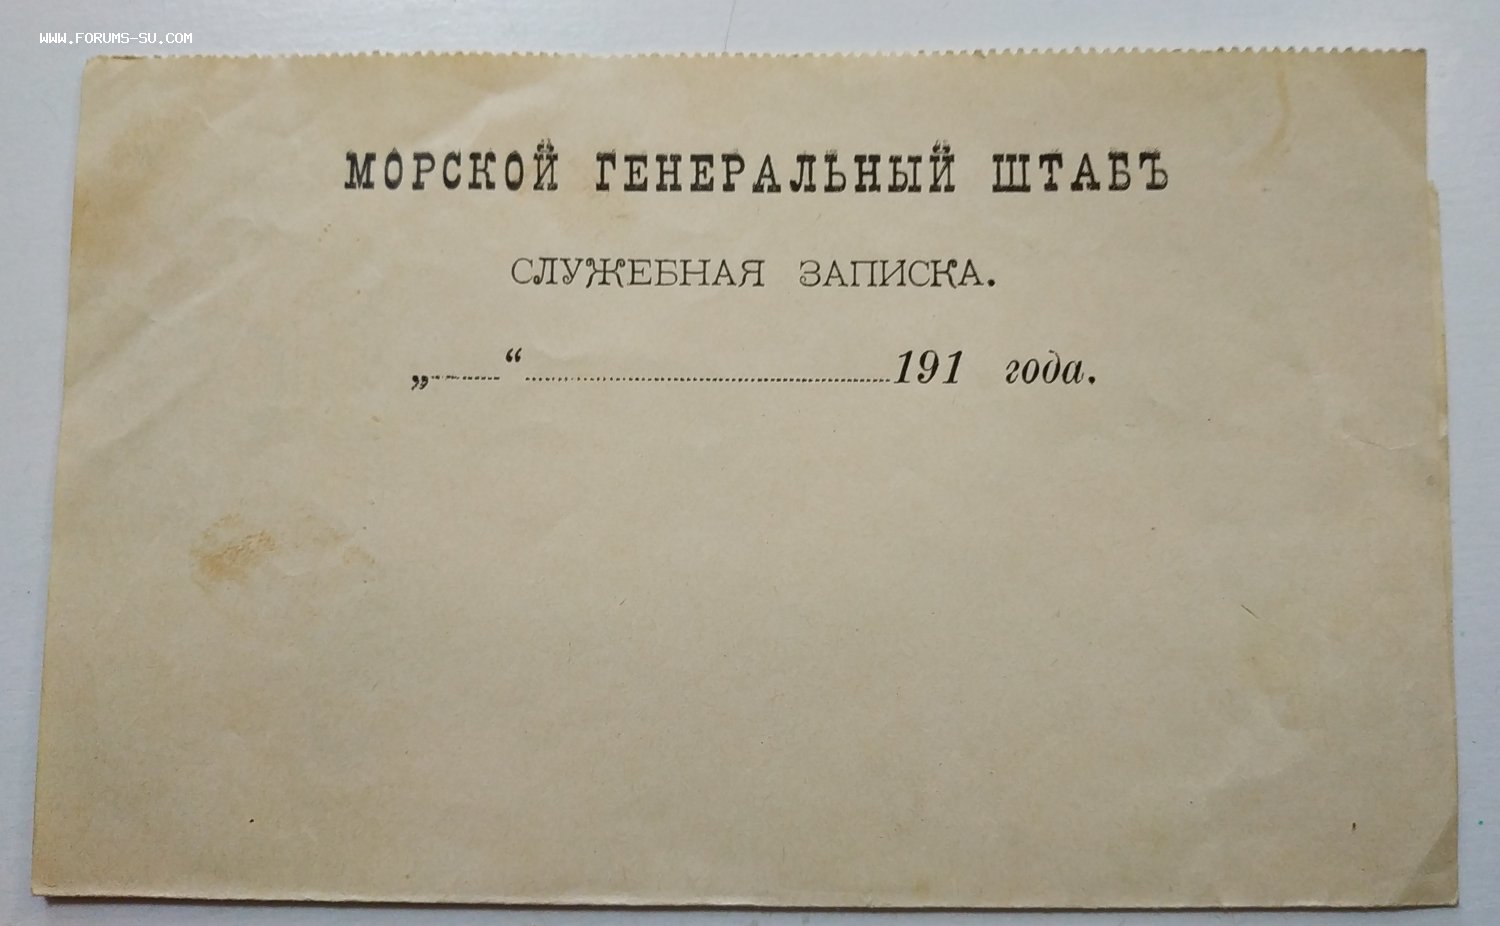 WWW.FORUMS-SU.COM
МОРСКОЙ ГЕНЕРАЛЬНЫЙ ШТАБЪ
СЛУЖЕБНАЯ ЗАПИСКА.
„........“........................................191 года.